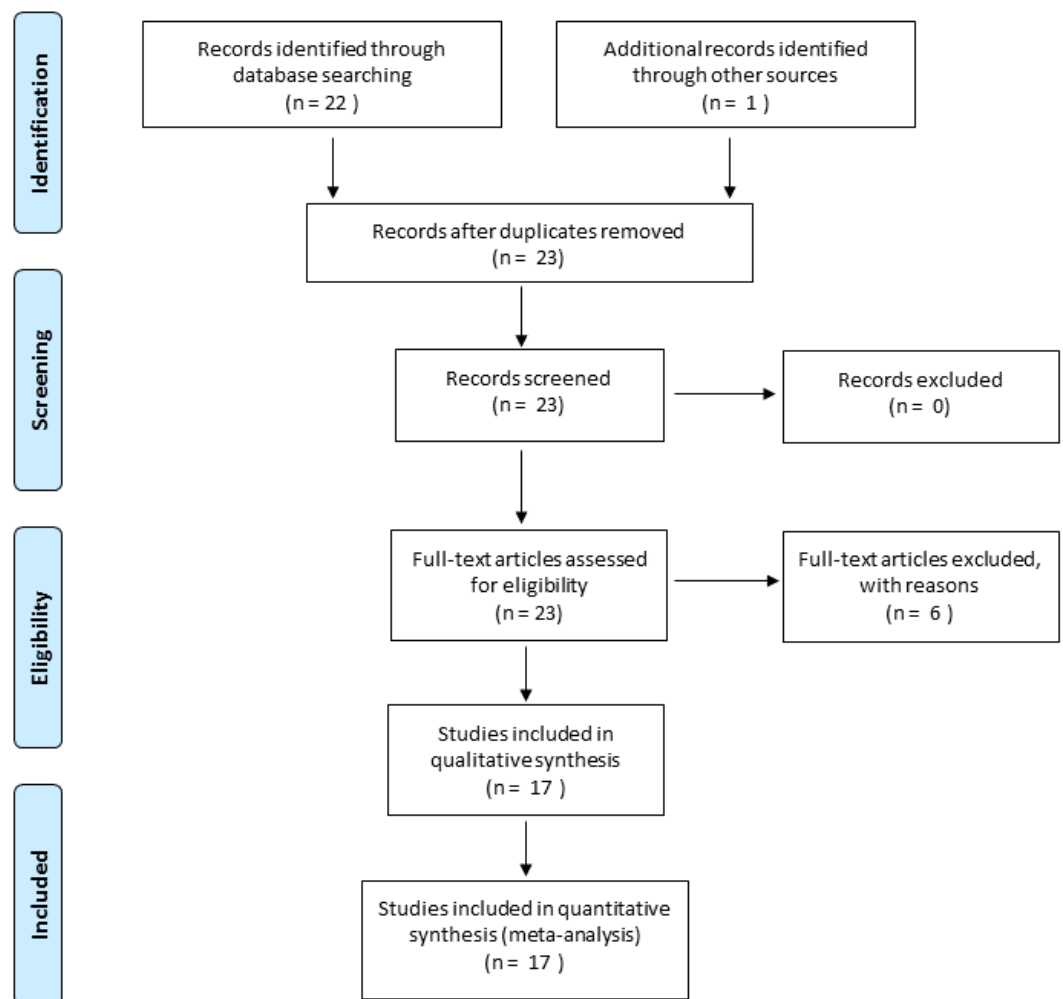 Identification
Records identified through
database searching
(n = 22 )
Additional records identified
through other sources
(n = 1 )
Records after duplicates removed
(n = 23)
Screening
Records screened
(n = 23)
Records excluded
(n = 0)
Eligibility
Full-text articles assessed
for eligibility
(n = 23)
Full-text articles excluded,
with reasons
(n = 6 )
Studies included in
qualitative synthesis
(n = 17 )
Included
Studies included in quantitative
synthesis (meta-analysis)
(n = 17 )